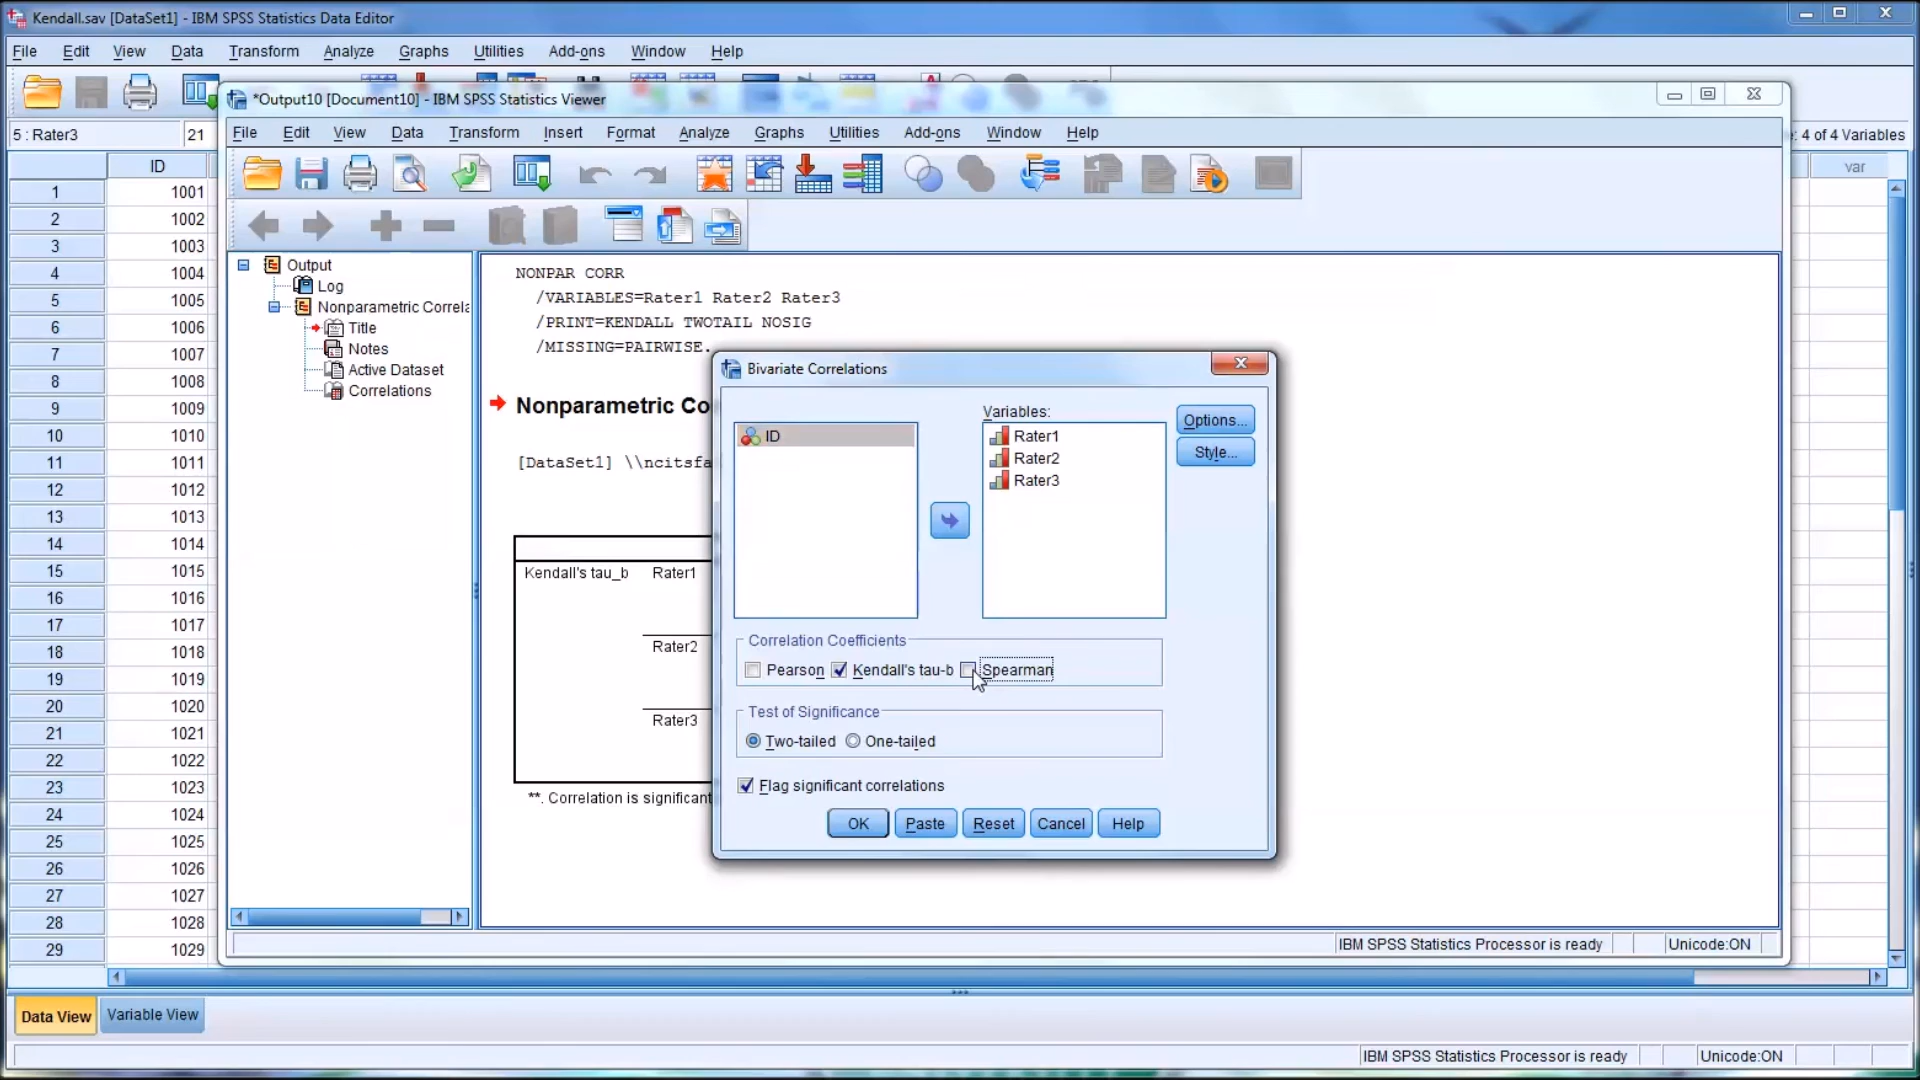 Kendall.sav [DataSet1] - IBM SPSS Statistics Data Editor
File Edit View Data Transform Analyze Graphs Utilities Add-ons Window Help
*Output10 [Document10] - IBM SPSS Statistics Viewer
5 : Rater3 21
: 4 of 4 Variables
File Edit View Data Transform Insert Format Analyze Graphs Utilities Add-ons Window Help
ID
var
1 1001
2 1002
3 1003
4 1004
5 1005
6 1006
7 1007
8 1008
9 1009
10 1010
11 1011
12 1012
13 1013
14 1014
15 1015
16 1016
17 1017
18 1018
19 1019
20 1020
21 1021
22 1022
23 1023
24 1024
25 1025
26 1026
27 1027
28 1028
29 1029
Output
Log
Nonparametric Correla
Title
Notes
Active Dataset
Correlations
NONPAR CORR
/VARIABLES=Rater1 Rater2 Rater3
/PRINT=KENDALL TWOTAIL NOSIG
/MISSING=PAIRWISE.
Nonparametric Co
[DataSet1] \\ncitsfa
Kendall's tau_b Rater1
Rater2
Rater3
**. Correlation is significant
Bivariate Correlations
Variables:
ID
Rater1
Rater2
Rater3
Options...
Style...
Correlation Coefficients
Pearson Kendall's tau-b Spearman
Test of Significance
Two-tailed One-tailed
Flag significant correlations
OK Paste Reset Cancel Help
IBM SPSS Statistics Processor is ready Unicode:ON
Data View Variable View
IBM SPSS Statistics Processor is ready Unicode:ON